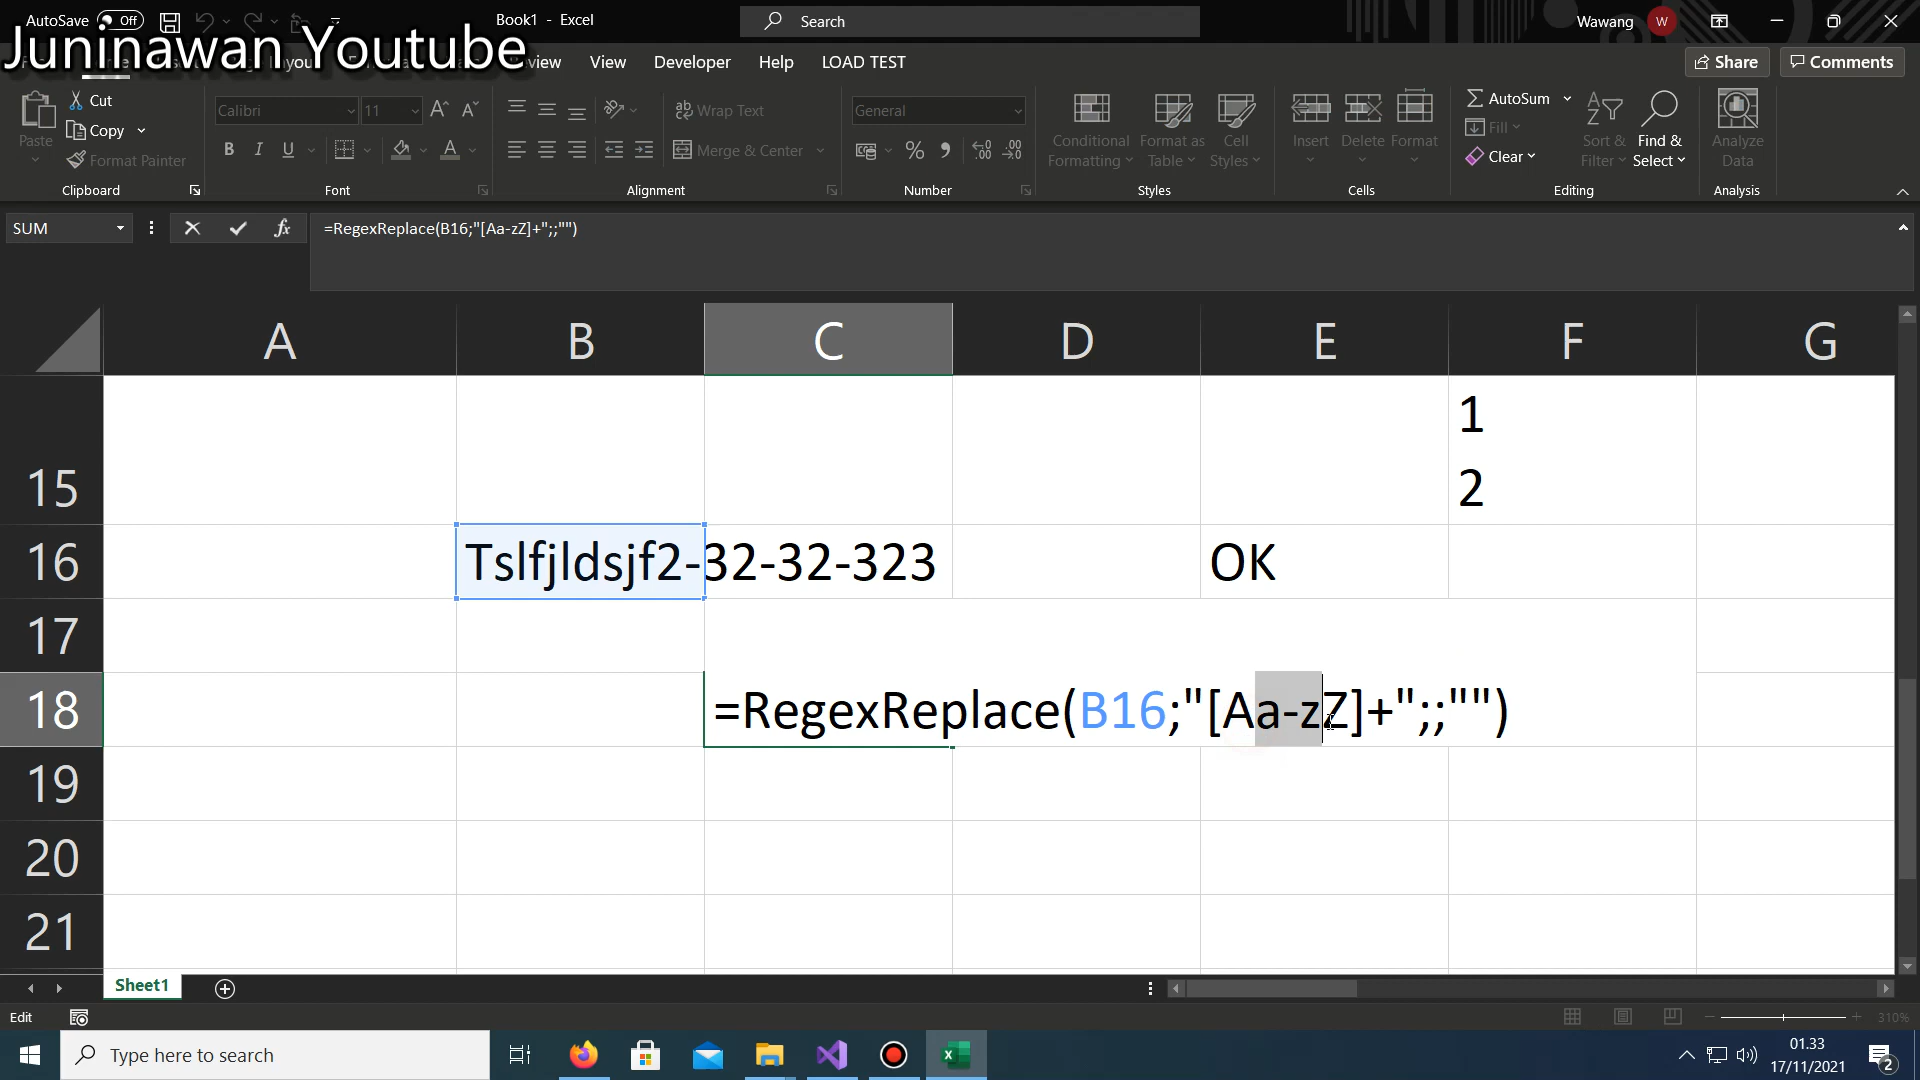 AutoSave Off Book1 - Excel Search Wawang W
Juninawan Youtube
View Developer Help LOAD TEST Share Comments
Paste Cut Copy Format Painter Clipboard
Calibri 11 B I U A A A Font
Wrap Text Merge & Center Alignment
General % 9 Number
Conditional Formatting Format as Table Cell Styles Styles
Insert Delete Format Cells
AutoSum Fill Clear Sort & Filter Find & Select Editing
Analyze Data Analysis
SUM fx =RegexReplace(B16;"[Aa-zZ]+";;"")
A B C D E F G
1
15 2
16 Tslfjldsjf2-32-32-323 OK
17
18 =RegexReplace(B16;"[Aa-zZ]+";;"")
19
20
21
Sheet1
Edit 310%
Type here to search 01.33
17/11/2021 2